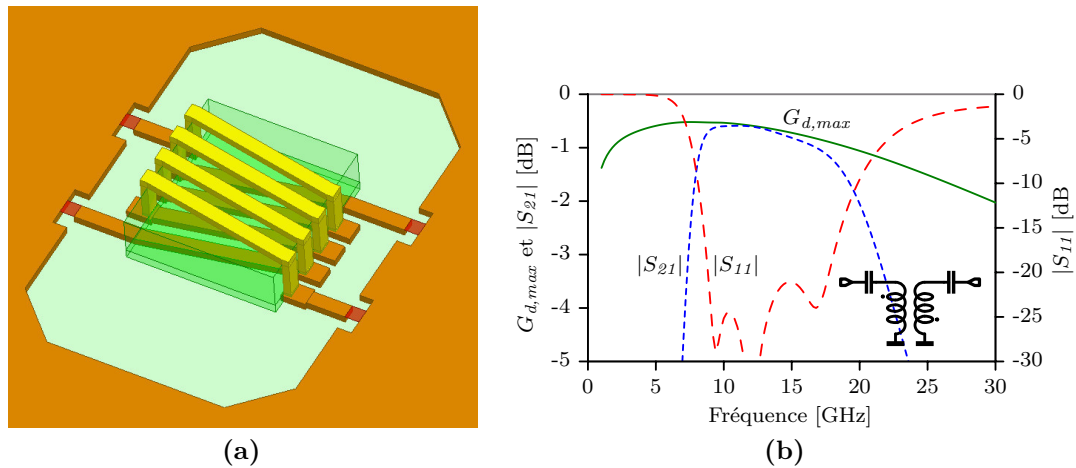 0
-1
-2
-3
-4
-5
G_{d,max} et |S_{21}| [dB]
G_{d,max}
|S_{21}|
|S_{11}|
0
-5
-10
-15
-20
-25
-30
|S_{11}| [dB]
0 5 10 15 20 25 30
Fréquence [GHz]
(a) (b)